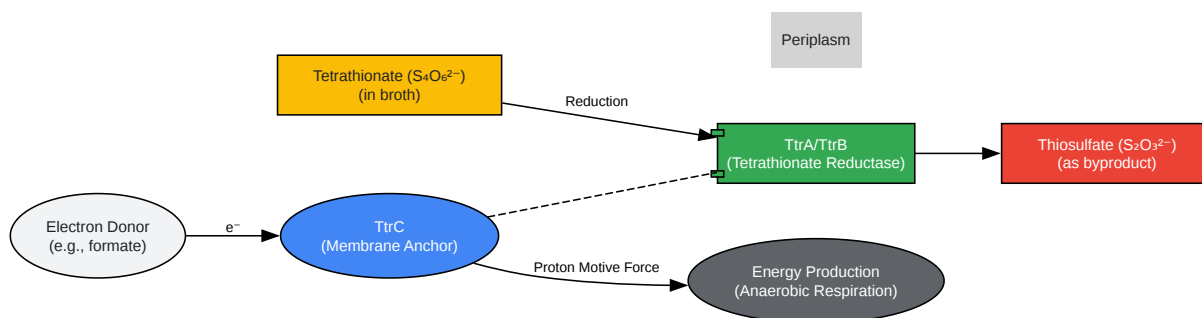 Periplasm
Tetrathionate (S₄O₆²⁻)
(in broth)
Reduction
TtrA/TtrB
(Tetrathionate Reductase)
Thiosulfate (S₂O₃²⁻)
(as byproduct)
Electron Donor
(e.g., formate)
e⁻
TtrC
(Membrane Anchor)
Proton Motive Force
Energy Production
(Anaerobic Respiration)